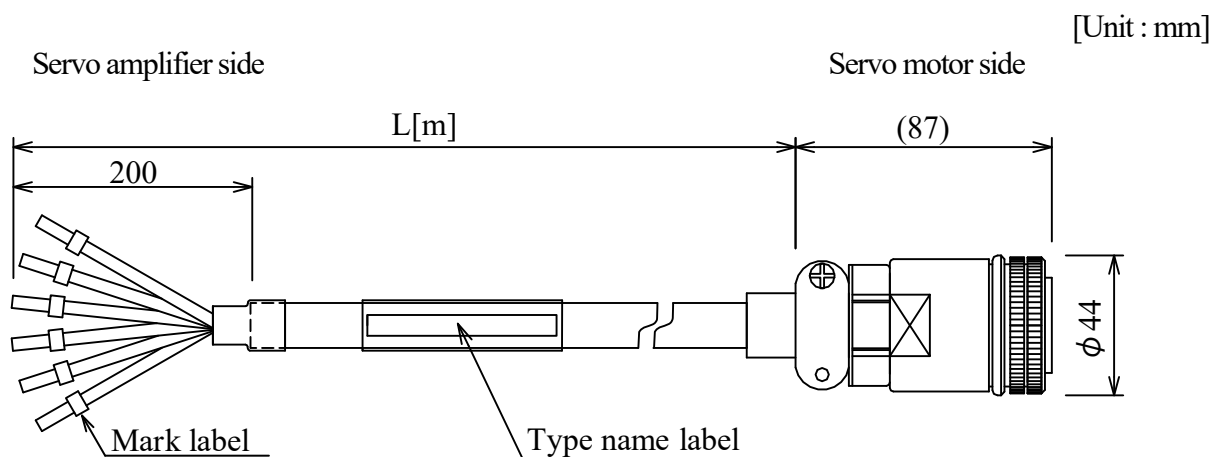 [Unit : mm]
Servo amplifier side
Servo motor side
L[m]
(87)
200
ϕ 44
Mark label
Type name label